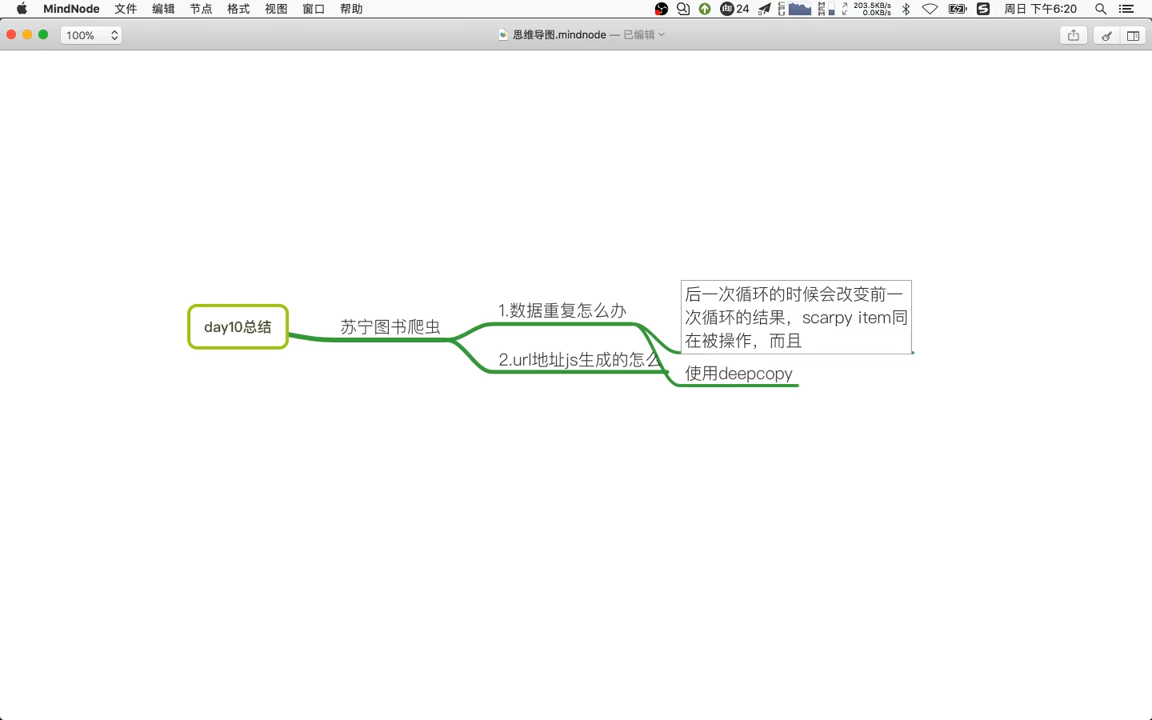 MindNode 文件 编辑 节点 格式 视图 窗口 帮助 24 203.5KB/s 0.0KB/s 周日 下午6:20
100% 思维导图.mindnode — 已编辑
day10总结
苏宁图书爬虫
1.数据重复怎么办
后一次循环的时候会改变前一
次循环的结果，scarpy item同
在被操作，而且
使用deepcopy
2.url地址js生成的怎么